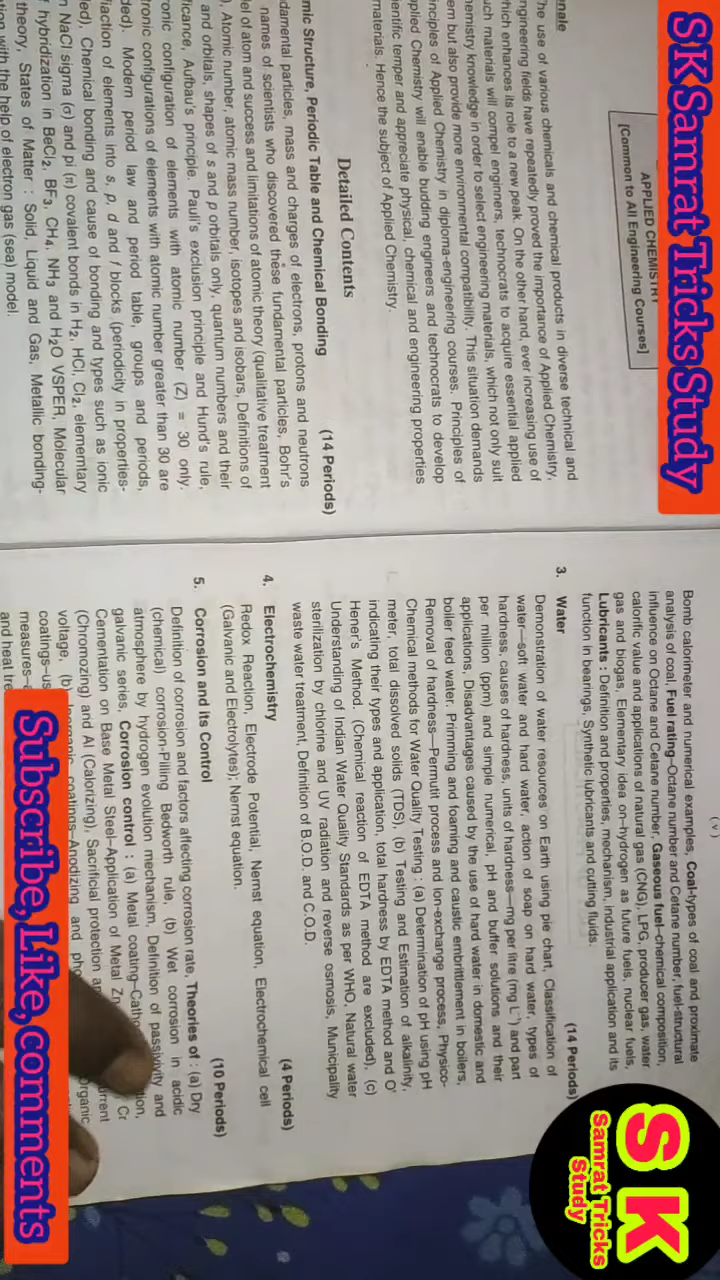 SK Samrat Tricks Study
APPLIED CHEMISTRY
[Common to All Engineering Courses]
The use of various chemicals and chemical products in diverse technical and
engineering fields have repeatedly proved the importance of Applied Chemistry,
which enhances its role to a new peak. On the other hand, ever increasing use of
such materials will compel enginners, technocrats to acquire essential applied
chemistry knowledge in order to select engineering materials, which not only suit
em but also provide more environmental compatibility. This situation demands
inciples of Applied Chemistry in diploma-engineering courses. Principles of
pplied Chemistry will enable budding engineers and technocrats to develop
ientific temper and appreciate physical, chemical and engineering properties
materials. Hence the subject of Applied Chemistry.
Detailed Contents
mic Structure, Periodic Table and Chemical Bonding (14 Periods)
damental particles, mass and charges of electrons, protons and neutrons
names of scientists who discovered these fundamental particles, Bohr's
el of atom and success and limitations of atomic theory (qualitative treatment
). Atomic number, atomic mass number, isotopes and isobars, Definitions of
and orbitals, shapes of s and p orbitals only, quantum numbers and their
ficance, Aufbau's principle, Pauli's exclusion principle and Hund's rule,
ronic configuration of elements with atomic number (Z) = 30 only.
tronic configurations of elements with atomic number greater than 30 are
ded). Modern period law and period table, groups and periods,
fiaction of elements into s, p, d and f blocks (periodicity in properties-
ded), Chemical bonding and cause of bonding and types such as ionic
n NaCl sigma (σ) and pi (π) covalent bonds in H₂, HCl, Cl₂, elementary
f hybridization in BeCl₂, BF₃, CH₄, NH₃ and H₂O VSPER, Molecular
theory, States of Matter : Solid, Liquid and Gas, Metallic bonding-
tion with the help of electron gas (sea) model.
(v)
Bomb calorimeter and numerical examples, Coal-types of coal and proximate
analysis of coal, Fuel rating-Octane number and Cetane number, fuel-structural
influence on Octane and Cetane number, Gaseous fuel-chemical composition,
calorific value and applications of natural gas (CNG), LPG, producer gas, water
gas and biogas, Elementary idea on-hydrogen as future fuels, nuclear fuels,
Lubricants : Definition and properties, mechanism, industrial application and its
function in bearings. Synthetic lubricants and cutting fluids.
3. Water (14 Periods)
Demonstration of water resources on Earth using pie chart, Classification of
water—soft water and hard water, action of soap on hard water, types of
hardness, causes of hardness, units of hardness—mg per litre (mg L⁻¹) and part
per million (ppm) and simple numerical, pH and buffer solutions and their
applications, Disadvantages caused by the use of hard water in domestic and
boiler feed water. Primming and foaming and caustic embrittlement in boilers,
Removal of hardness—Permutit process and Ion-exchange process, Physico-
Chemical methods for Water Quality Testing : (a) Determination of pH using pH
meter, total dissolved solids (TDS), (b) Testing and Estimation of alkalinity,
indicating their types and application, total hardness by EDTA method and O'
Hener's Method. (Chemical reaction of EDTA method are excluded), (c)
Understanding of Indian Water Quality Standards as per WHO, Natural water
sterilization by chlorine and UV radiation and reverse osmosis, Municipality
waste water treatment, Definition of B.O.D. and C.O.D.
4. Electrochemistry (4 Periods)
Redox Reaction, Electrode Potential, Nernst equation, Electrochemical cell
(Galvanic and Electrolytes); Nernst equation.
5. Corrosion and its Control (10 Periods)
Definition of corrosion and factors affecting corrosion rate, Theories of : (a) Dry
(chemical) corrosion-Pilling Bedworth rule, (b) Wet corrosion in acidic
atmosphere by hydrogen evolution mechanism, Definition of passivivity and
galvanic series, Corrosion control : (a) Metal coating-Catho
Cementation on Base Metal Steel–Application of Metal Zn Cr
(Chromozing) and Al (Calorizing), Sacrificial protection a urrent
voltage, (b) Inorganic coatings-Anodizing and pho organic
coatings-us
measures-
and heat tre
Subscribe, Like, comments
SK
Samrat Tricks
Study